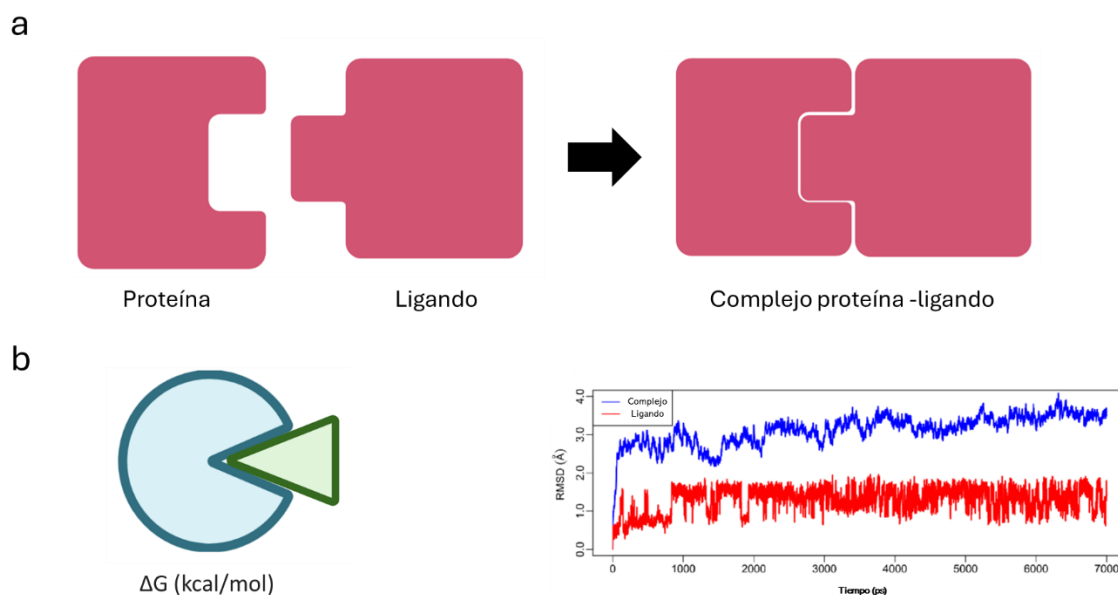 a
Proteína
Ligando
Complejo proteína -ligando
b
ΔG (kcal/mol)
Complejo
Ligando
RMSD (Å)
4.0
3.0
2.0
1.0
0.0
0
1000
2000
3000
4000
5000
6000
7000
Tiempo (ps)